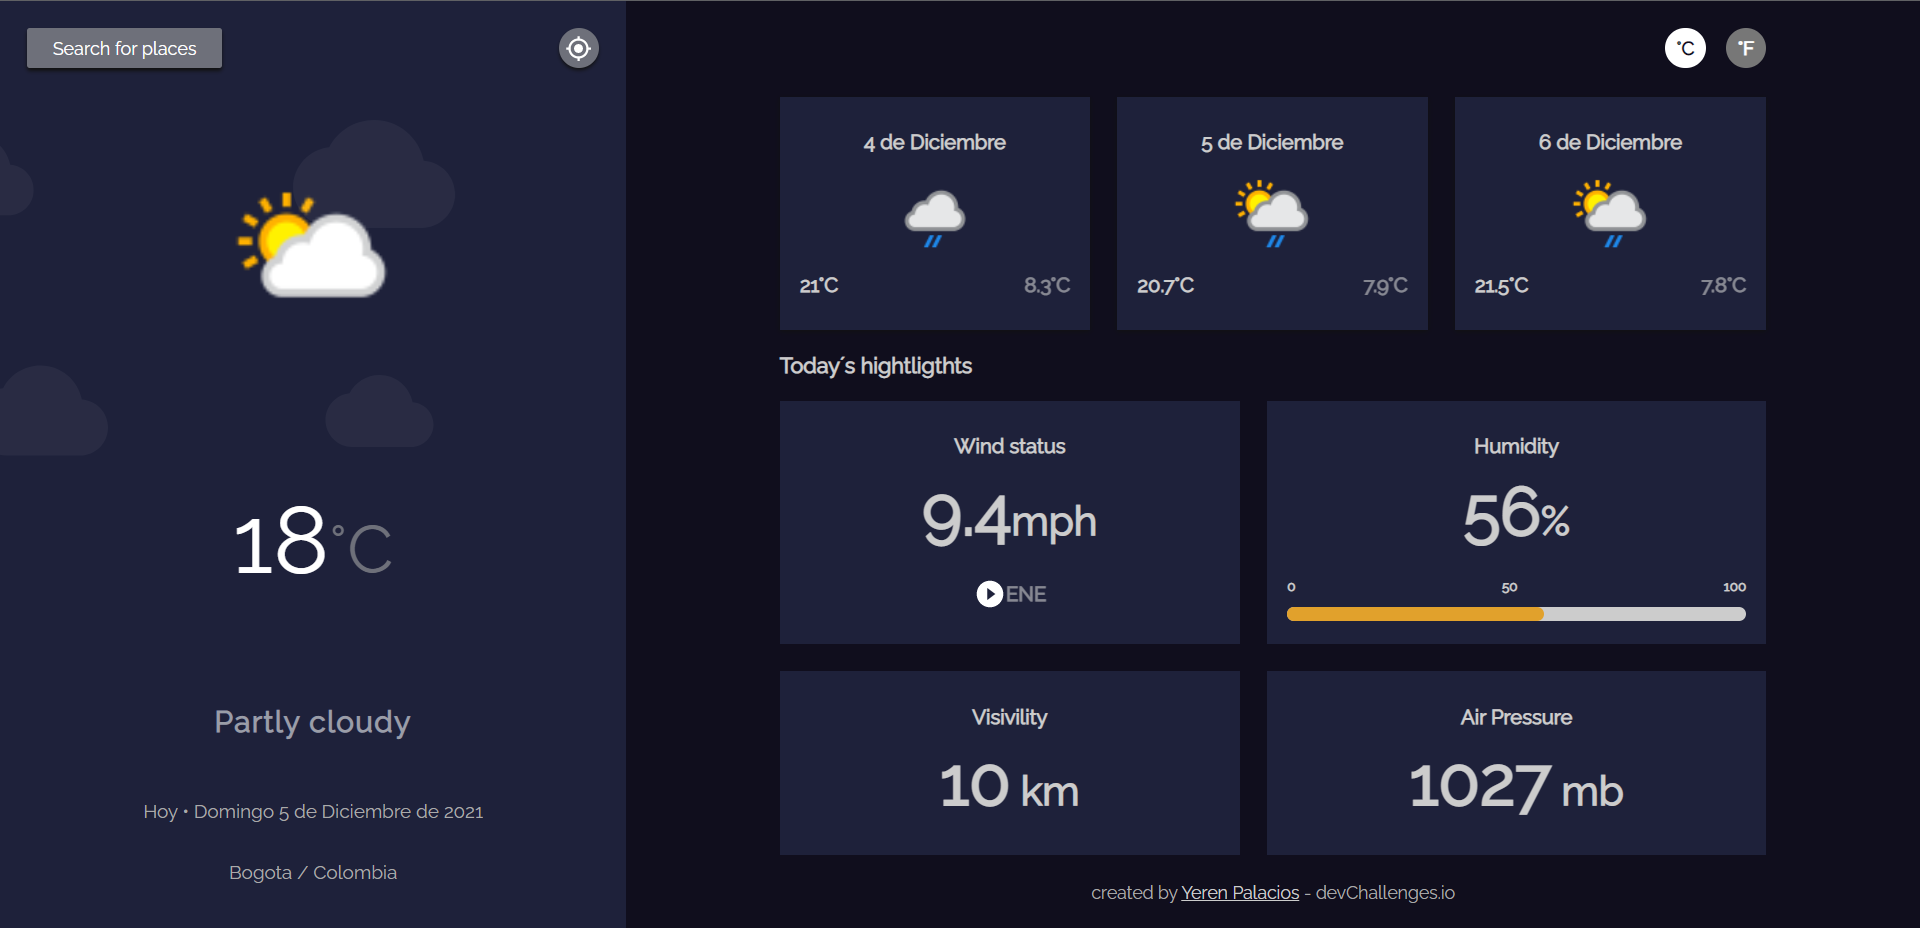 Search for places
18°C
Partly cloudy
Hoy • Domingo 5 de Diciembre de 2021
Bogota / Colombia
°C °F
4 de Diciembre
21°C 8.3°C
5 de Diciembre
20.7°C 7.9°C
6 de Diciembre
21.5°C 7.8°C
Today´s hightligthts
Wind status
9.4mph
ENE
Humidity
56%
0 50 100
Visivility
10 km
Air Pressure
1027 mb
created by Yeren Palacios - devChallenges.io